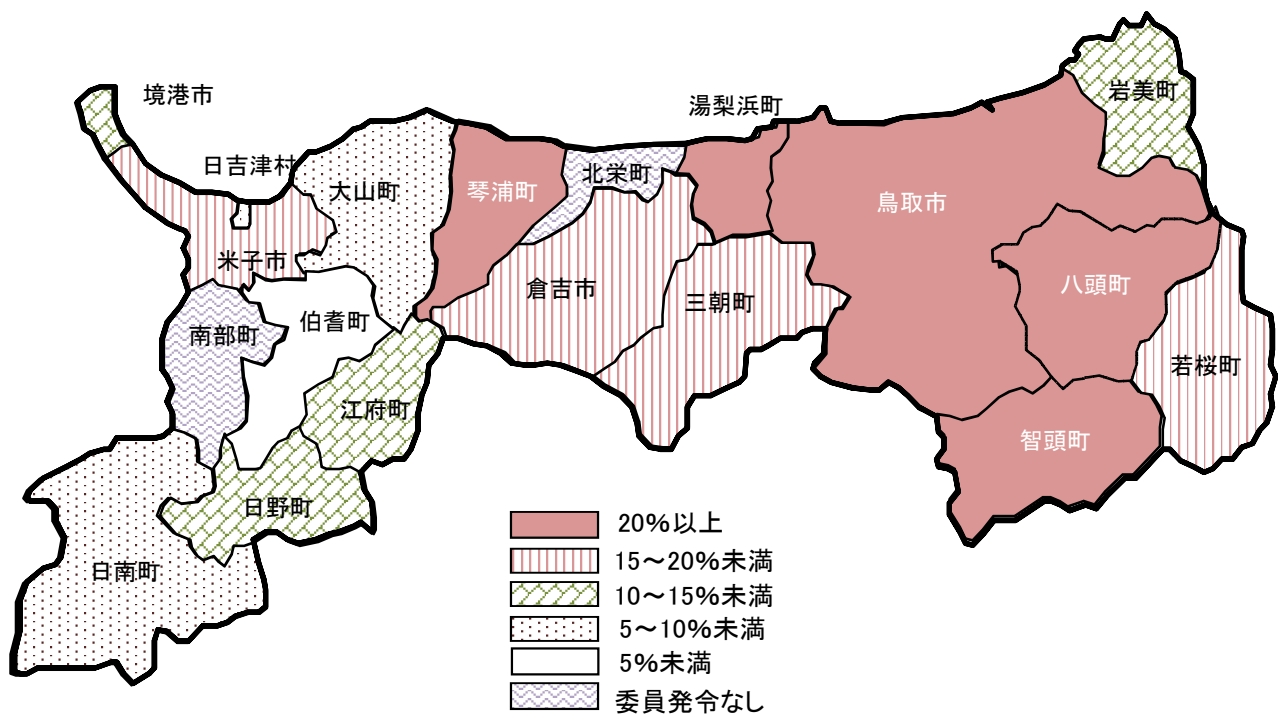 境港市
湯梨浜町
岩美町
日吉津村
大山町
琴浦町
北栄町
鳥取市
米子市
倉吉市
三朝町
八頭町
南部町
伯耆町
若桜町
江府町
智頭町
日野町
日南町
20%以上
15~20%未満
10~15%未満
5~10%未満
5%未満
委員発令なし